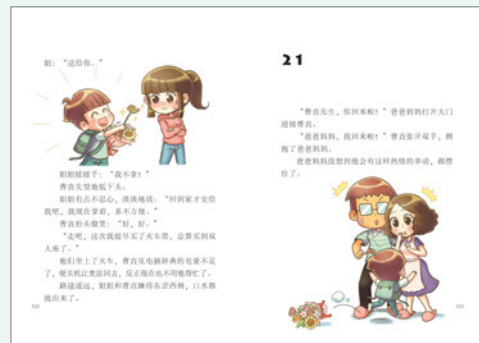 姐：“送给你。”
姐姐摇摇手：“我不拿！”
曹直失望地低下头。
姐姐有点不忍心，淡淡地说：“回到家才交给
我吧，我现在拿着，多不方便。”
曹直抬头傻笑：“好，好。”
“走吧，这次我提早买了火车票，总算买到双
人座了。”
他们坐上了火车，曹直见电脑辞典的电量不足
了，便关机让奥活回去，反正现在也不用他帮忙了。
路途遥远，姐姐和曹直睡得东歪西倒，口水都
流出来了。
21
“曹直先生，你回来啦！”爸爸妈妈打开大门
迎接曹直。
“爸爸妈妈，我回来啦！”曹直张开双手，拥
抱了爸爸妈妈。
爸爸妈妈没想到他会有这样热情的举动，都愣
住了。